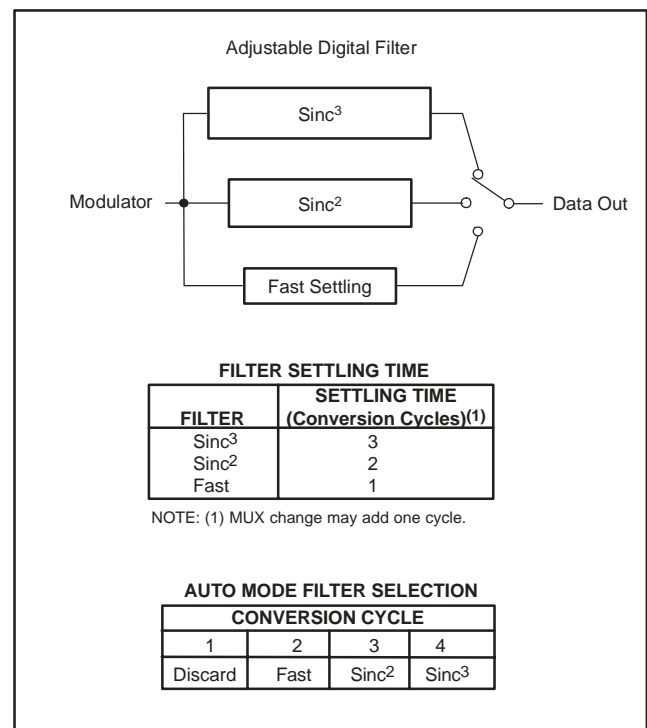 Adjustable Digital Filter
Sinc³
Modulator
Sinc²
Data Out
Fast Settling
FILTER SETTLING TIME
FILTER
SETTLING TIME
(Conversion Cycles)(1)
Sinc³ 3
Sinc² 2
Fast 1
NOTE: (1) MUX change may add one cycle.
AUTO MODE FILTER SELECTION
CONVERSION CYCLE
1 2 3 4
Discard Fast Sinc² Sinc³